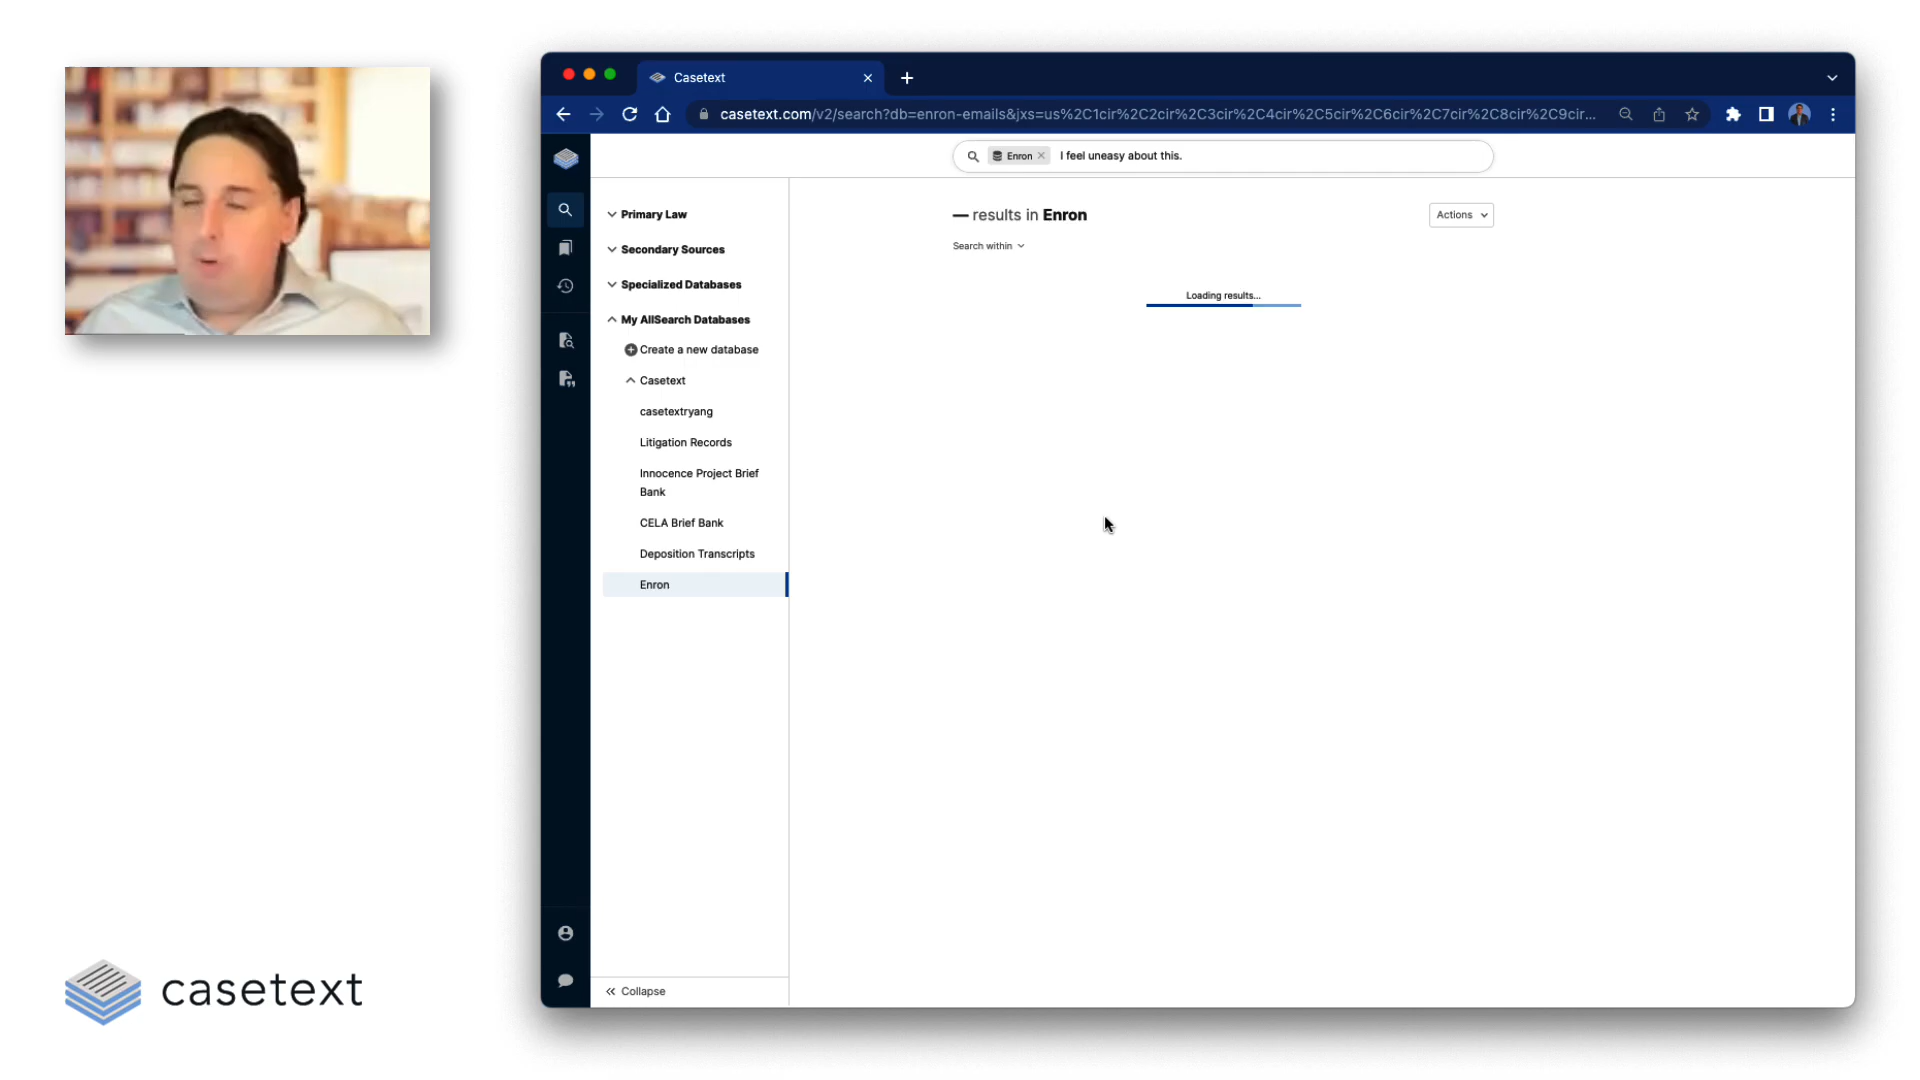 Casetext
casetext.com/v2/search?db=enron-emails&jxs=us%2C1cir%2C2cir%2C3cir%2C4cir%2C5cir%2C6cir%2C7cir%2C8cir%2C9cir...
Enron I feel uneasy about this.
Primary Law
Secondary Sources
Specialized Databases
My AllSearch Databases
Create a new database
Casetext
casetextryang
Litigation Records
Innocence Project Brief
Bank
CELA Brief Bank
Deposition Transcripts
Enron
Collapse
— results in Enron
Actions
Search within
Loading results...
casetext